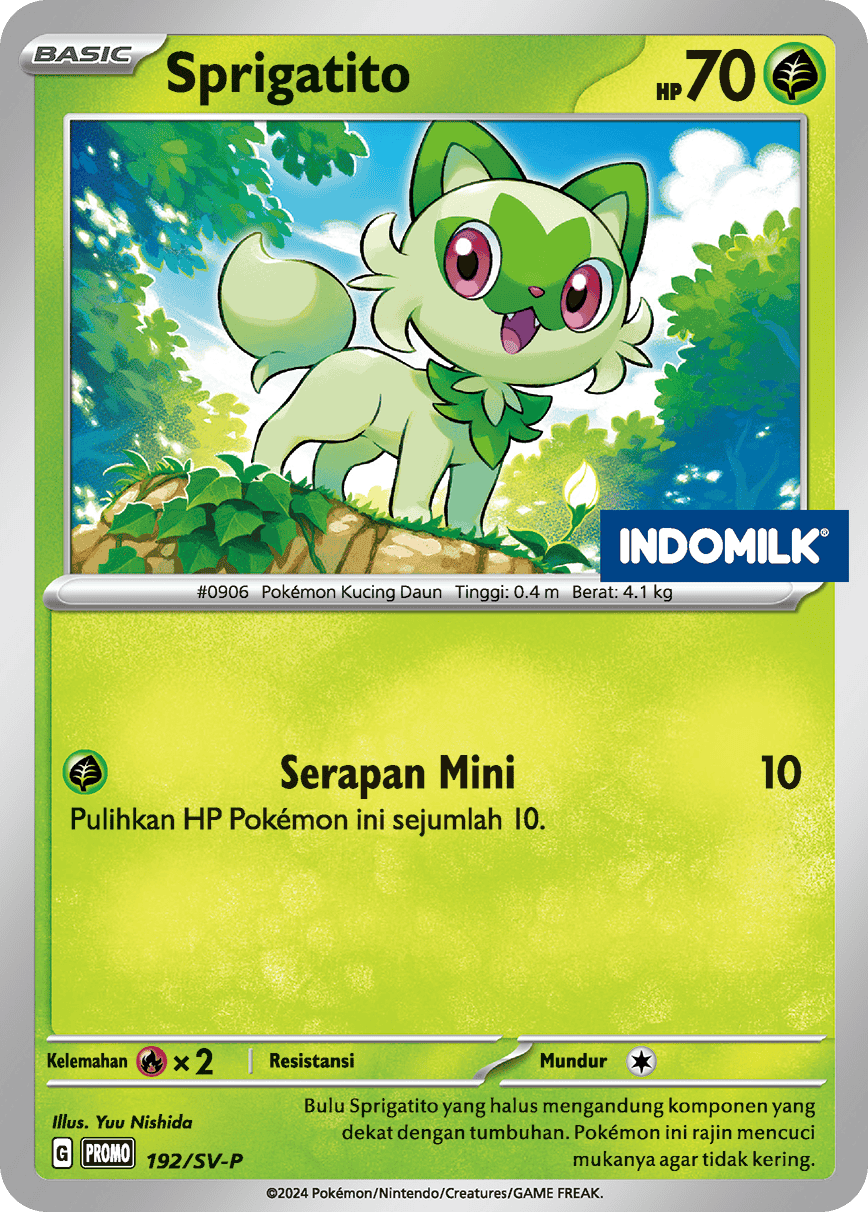 BASIC
Sprigatito
HP 70
INDOMILK®
#0906 Pokémon Kucing Daun Tinggi: 0.4 m Berat: 4.1 kg
Serapan Mini 10
Pulihkan HP Pokémon ini sejumlah 10.
Kelemahan ×2 Resistansi Mundur
Illus. Yuu Nishida
G PROMO 192/SV-P
Bulu Sprigatito yang halus mengandung komponen yang
dekat dengan tumbuhan. Pokémon ini rajin mencuci
mukanya agar tidak kering.
©2024 Pokémon/Nintendo/Creatures/GAME FREAK.